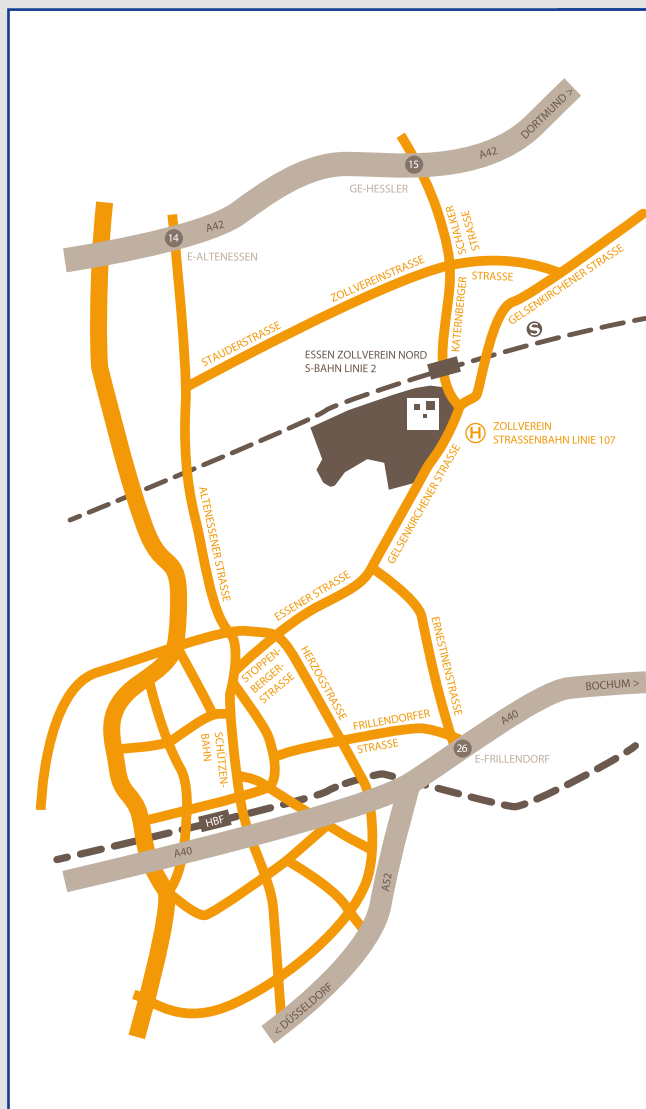 DORTMUND >
A42
15
GE-HESSLER
A42
14
E-ALTENESSEN
SCHALKER
STRASSE
ZOLLVEREINSTRASSE
STRASSE
GELSENKIRCHENER STRASSE
KATERNBERGER
STAUDERSTRASSE
S
ESSEN ZOLLVEREIN NORD
S-BAHN LINIE 2
H
ZOLLVEREIN
STRASSENBAHN LINIE 107
GELSENKIRCHENER STRASSE
ALTENESSENER STRASSE
ESSENER STRASSE
ERNESTINENSTRASSE
STOPPEN-
BERGER-
STRASSE
HERZOGSTRASSE
BOCHUM >
A40
FRILLENDORFER
STRASSE
26
E-FRILLENDORF
SCHÜTZEN-
BAHN
HBF
A40
A52
< DÜSSELDORF